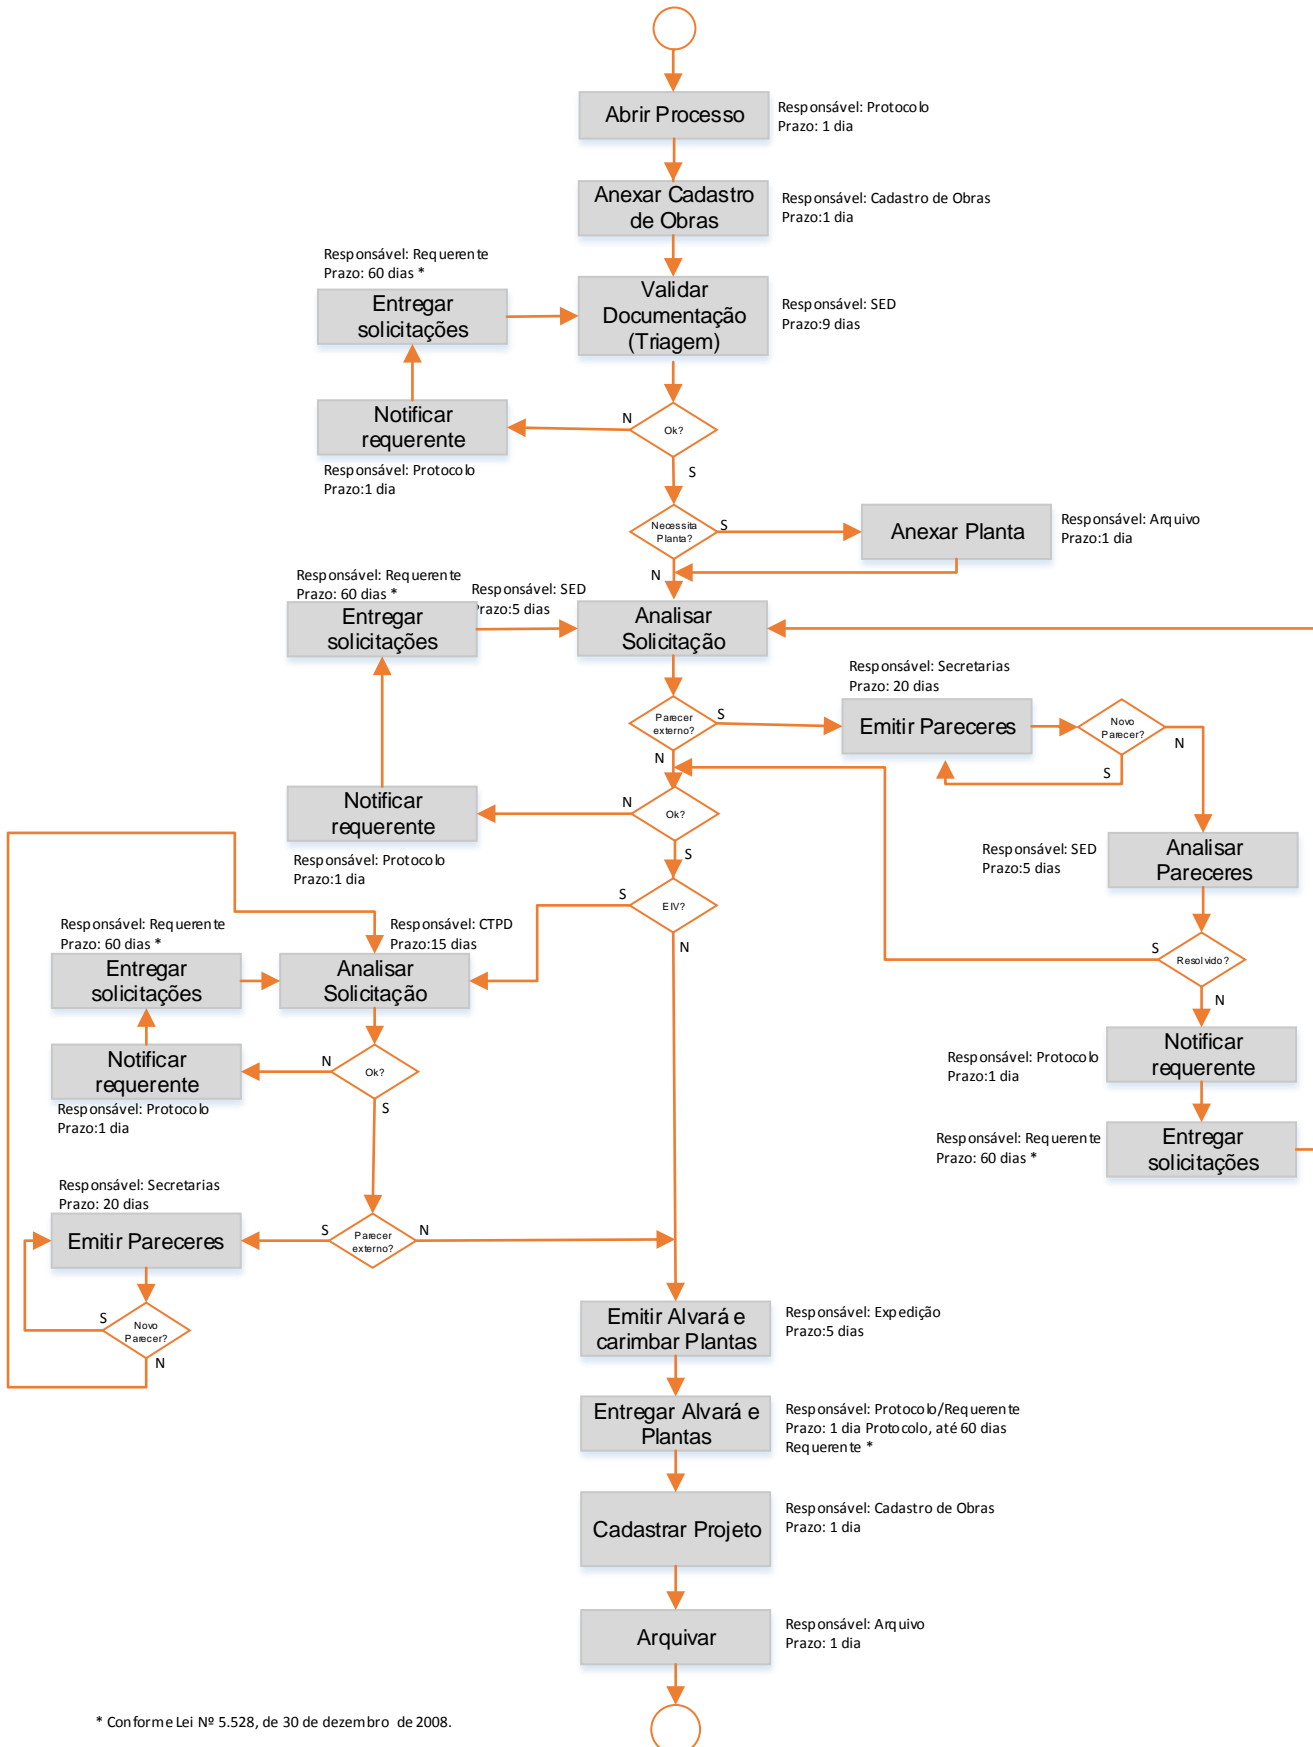 Abrir Processo
Responsável: Protocolo
Prazo: 1 dia
Anexar Cadastro
de Obras
Responsável: Cadastro de Obras
Prazo:1 dia
Responsável: Requerente
Prazo: 60 dias *
Entregar
solicitações
Validar
Documentação
(Triagem)
Responsável: SED
Prazo:9 dias
Notificar
requerente
N
Ok?
Responsável: Protocolo
Prazo:1 dia
S
Necessita
Planta?
S
Anexar Planta
Responsável: Arquivo
Prazo:1 dia
N
Responsável: Requerente
Prazo: 60 dias *
Responsável: SED
Prazo:5 dias
Entregar
solicitações
Analisar
Solicitação
Responsável: Secretarias
Prazo: 20 dias
Parecer
externo?
S
Emitir Pareceres
Novo
Parecer?
N
S
N
Notificar
requerente
N
Ok?
Responsável: Protocolo
Prazo:1 dia
S
Responsável: SED
Prazo:5 dias
Analisar
Pareceres
S
EIV?
N
Responsável: Requerente
Prazo: 60 dias *
Responsável: CTPD
Prazo:15 dias
Entregar
solicitações
Analisar
Solicitação
S
Resolvido?
N
Notificar
requerente
N
Ok?
S
Responsável: Protocolo
Prazo:1 dia
Responsável: Protocolo
Prazo:1 dia
Notificar
requerente
Responsável: Requerente
Prazo: 60 dias *
Entregar
solicitações
Responsável: Secretarias
Prazo: 20 dias
Emitir Pareceres
S
Parecer
externo?
N
S
Novo
Parecer?
N
Emitir Alvará e
carimbar Plantas
Responsável: Expedição
Prazo:5 dias
Entregar Alvará e
Plantas
Responsável: Protocolo/Requerente
Prazo: 1 dia Protocolo, até 60 dias
Requerente *
Cadastrar Projeto
Responsável: Cadastro de Obras
Prazo: 1 dia
Arquivar
Responsável: Arquivo
Prazo: 1 dia
* Conforme Lei Nº 5.528, de 30 de dezembro de 2008.